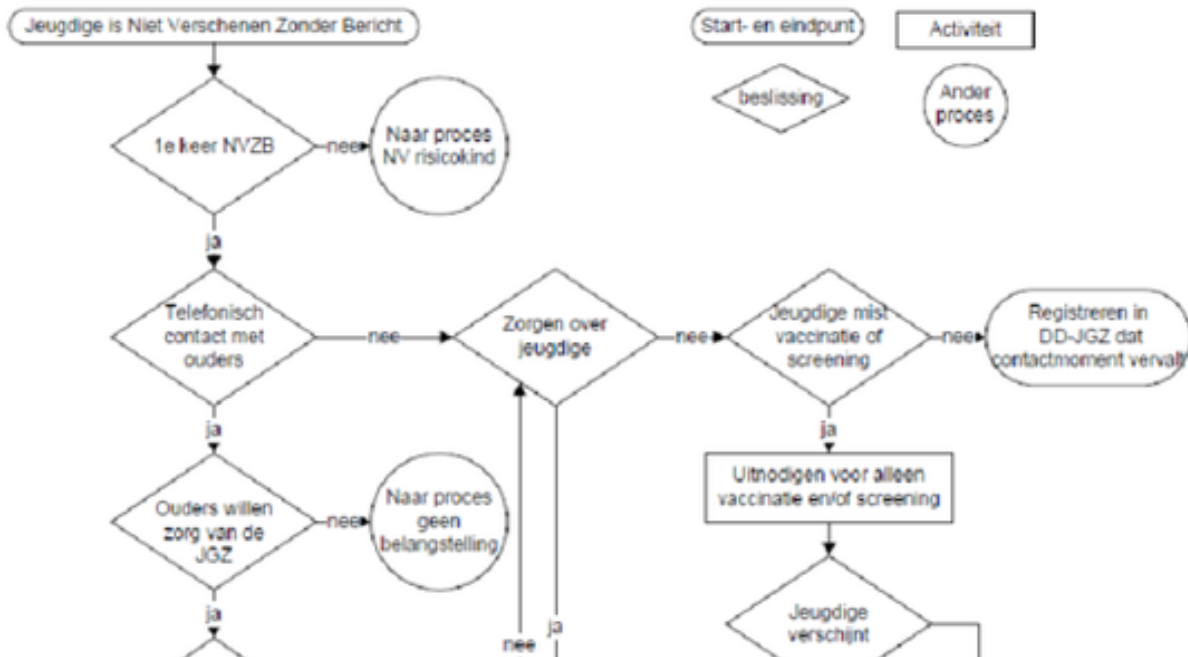 Jeugdige is Niet Verschenen Zonder Bericht
Start- en eindpunt
Activiteit
beslissing
Ander
proces
1e keer NVZB
nee
Naar proces
NV risicokind
ja
Telefonisch
contact met
ouders
nee
Zorgen over
jeugdige
nee
Jeugdige mist
vaccinatie of
screening
nee
Registreren in
DD-JGZ dat
contactmoment vervalt
ja
ja
Uitnodigen voor alleen
vaccinatie en/of screening
Ouders willen
zorg van de
JGZ
nee
Naar proces
geen
belangstelling
Jeugdige
verschijnt
ja
nee
ja